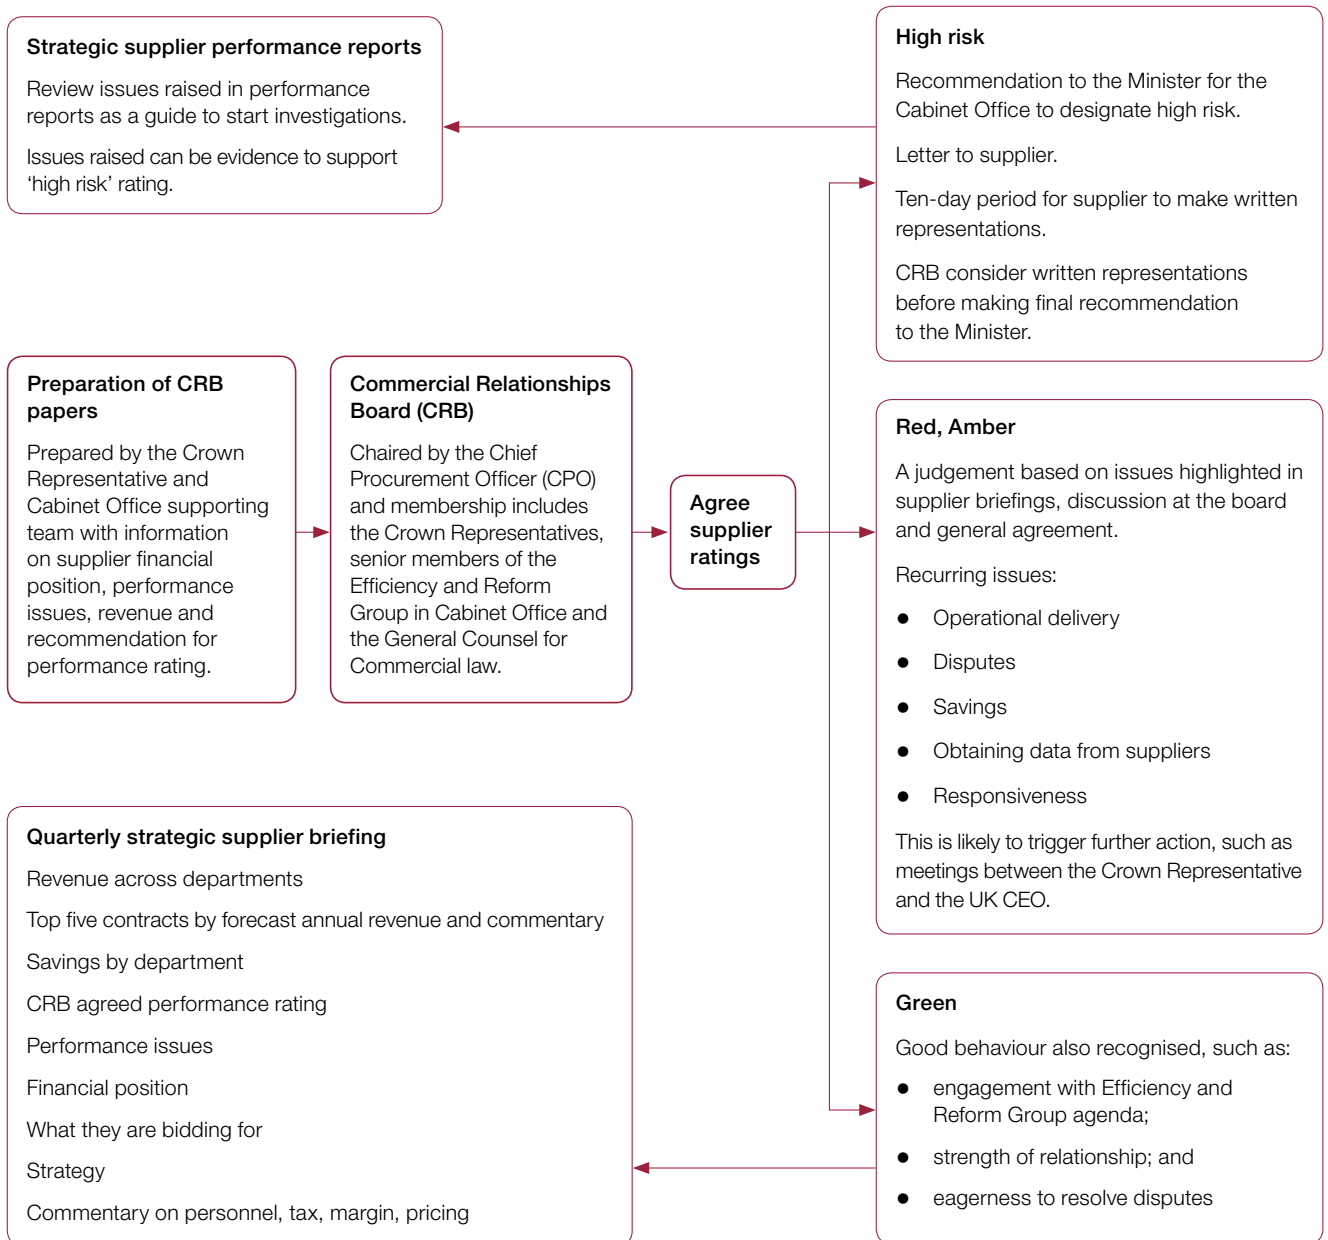 Strategic supplier performance reports
Review issues raised in performance
reports as a guide to start investigations.
Issues raised can be evidence to support
‘high risk’ rating.
High risk
Recommendation to the Minister for the
Cabinet Office to designate high risk.
Letter to supplier.
Ten-day period for supplier to make written
representations.
CRB consider written representations
before making final recommendation
to the Minister.
Preparation of CRB
papers
Prepared by the Crown
Representative and
Cabinet Office supporting
team with information
on supplier financial
position, performance
issues, revenue and
recommendation for
performance rating.
Commercial Relationships
Board (CRB)
Chaired by the Chief
Procurement Officer (CPO)
and membership includes
the Crown Representatives,
senior members of the
Efficiency and Reform
Group in Cabinet Office and
the General Counsel for
Commercial law.
Agree
supplier
ratings
Red, Amber
A judgement based on issues highlighted in
supplier briefings, discussion at the board
and general agreement.
Recurring issues:
● Operational delivery
● Disputes
● Savings
● Obtaining data from suppliers
● Responsiveness
This is likely to trigger further action, such as
meetings between the Crown Representative
and the UK CEO.
Quarterly strategic supplier briefing
Revenue across departments
Top five contracts by forecast annual revenue and commentary
Savings by department
CRB agreed performance rating
Performance issues
Financial position
What they are bidding for
Strategy
Commentary on personnel, tax, margin, pricing
Green
Good behaviour also recognised, such as:
● engagement with Efficiency and
Reform Group agenda;
● strength of relationship; and
● eagerness to resolve disputes